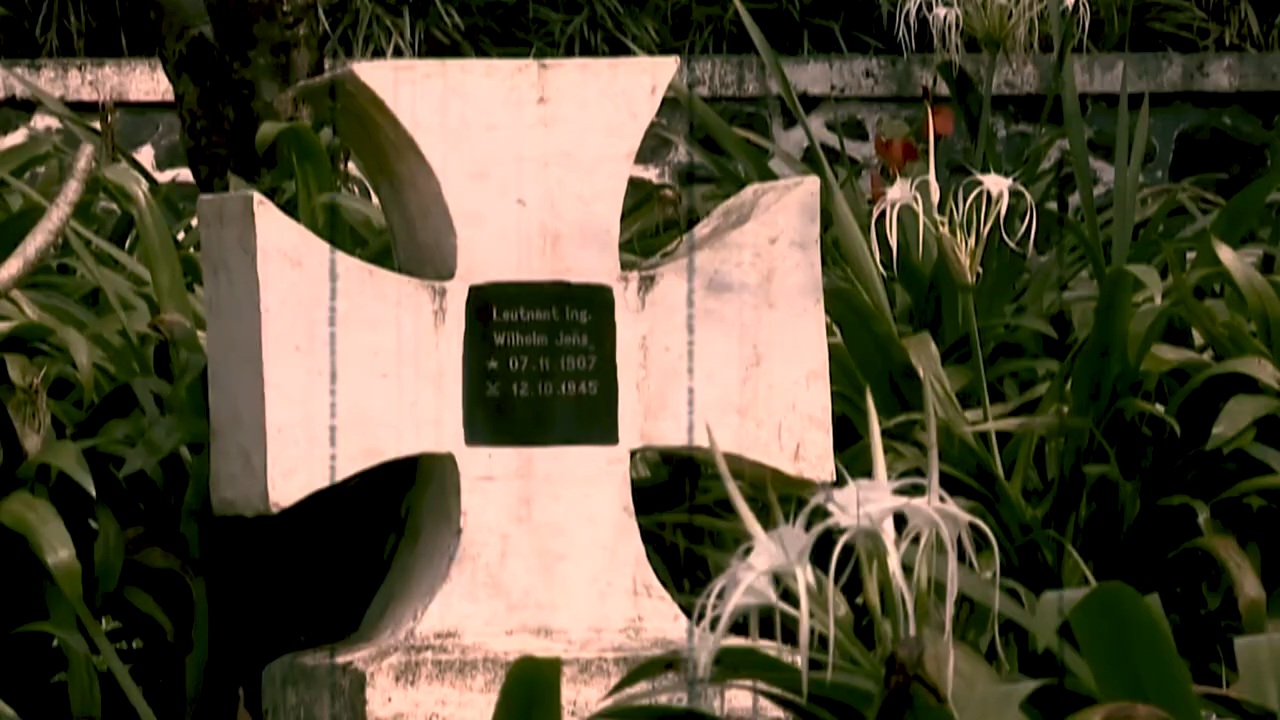 Leutnant Ing.
Wilhelm Jens
* 07.11.1907
12.10.1945